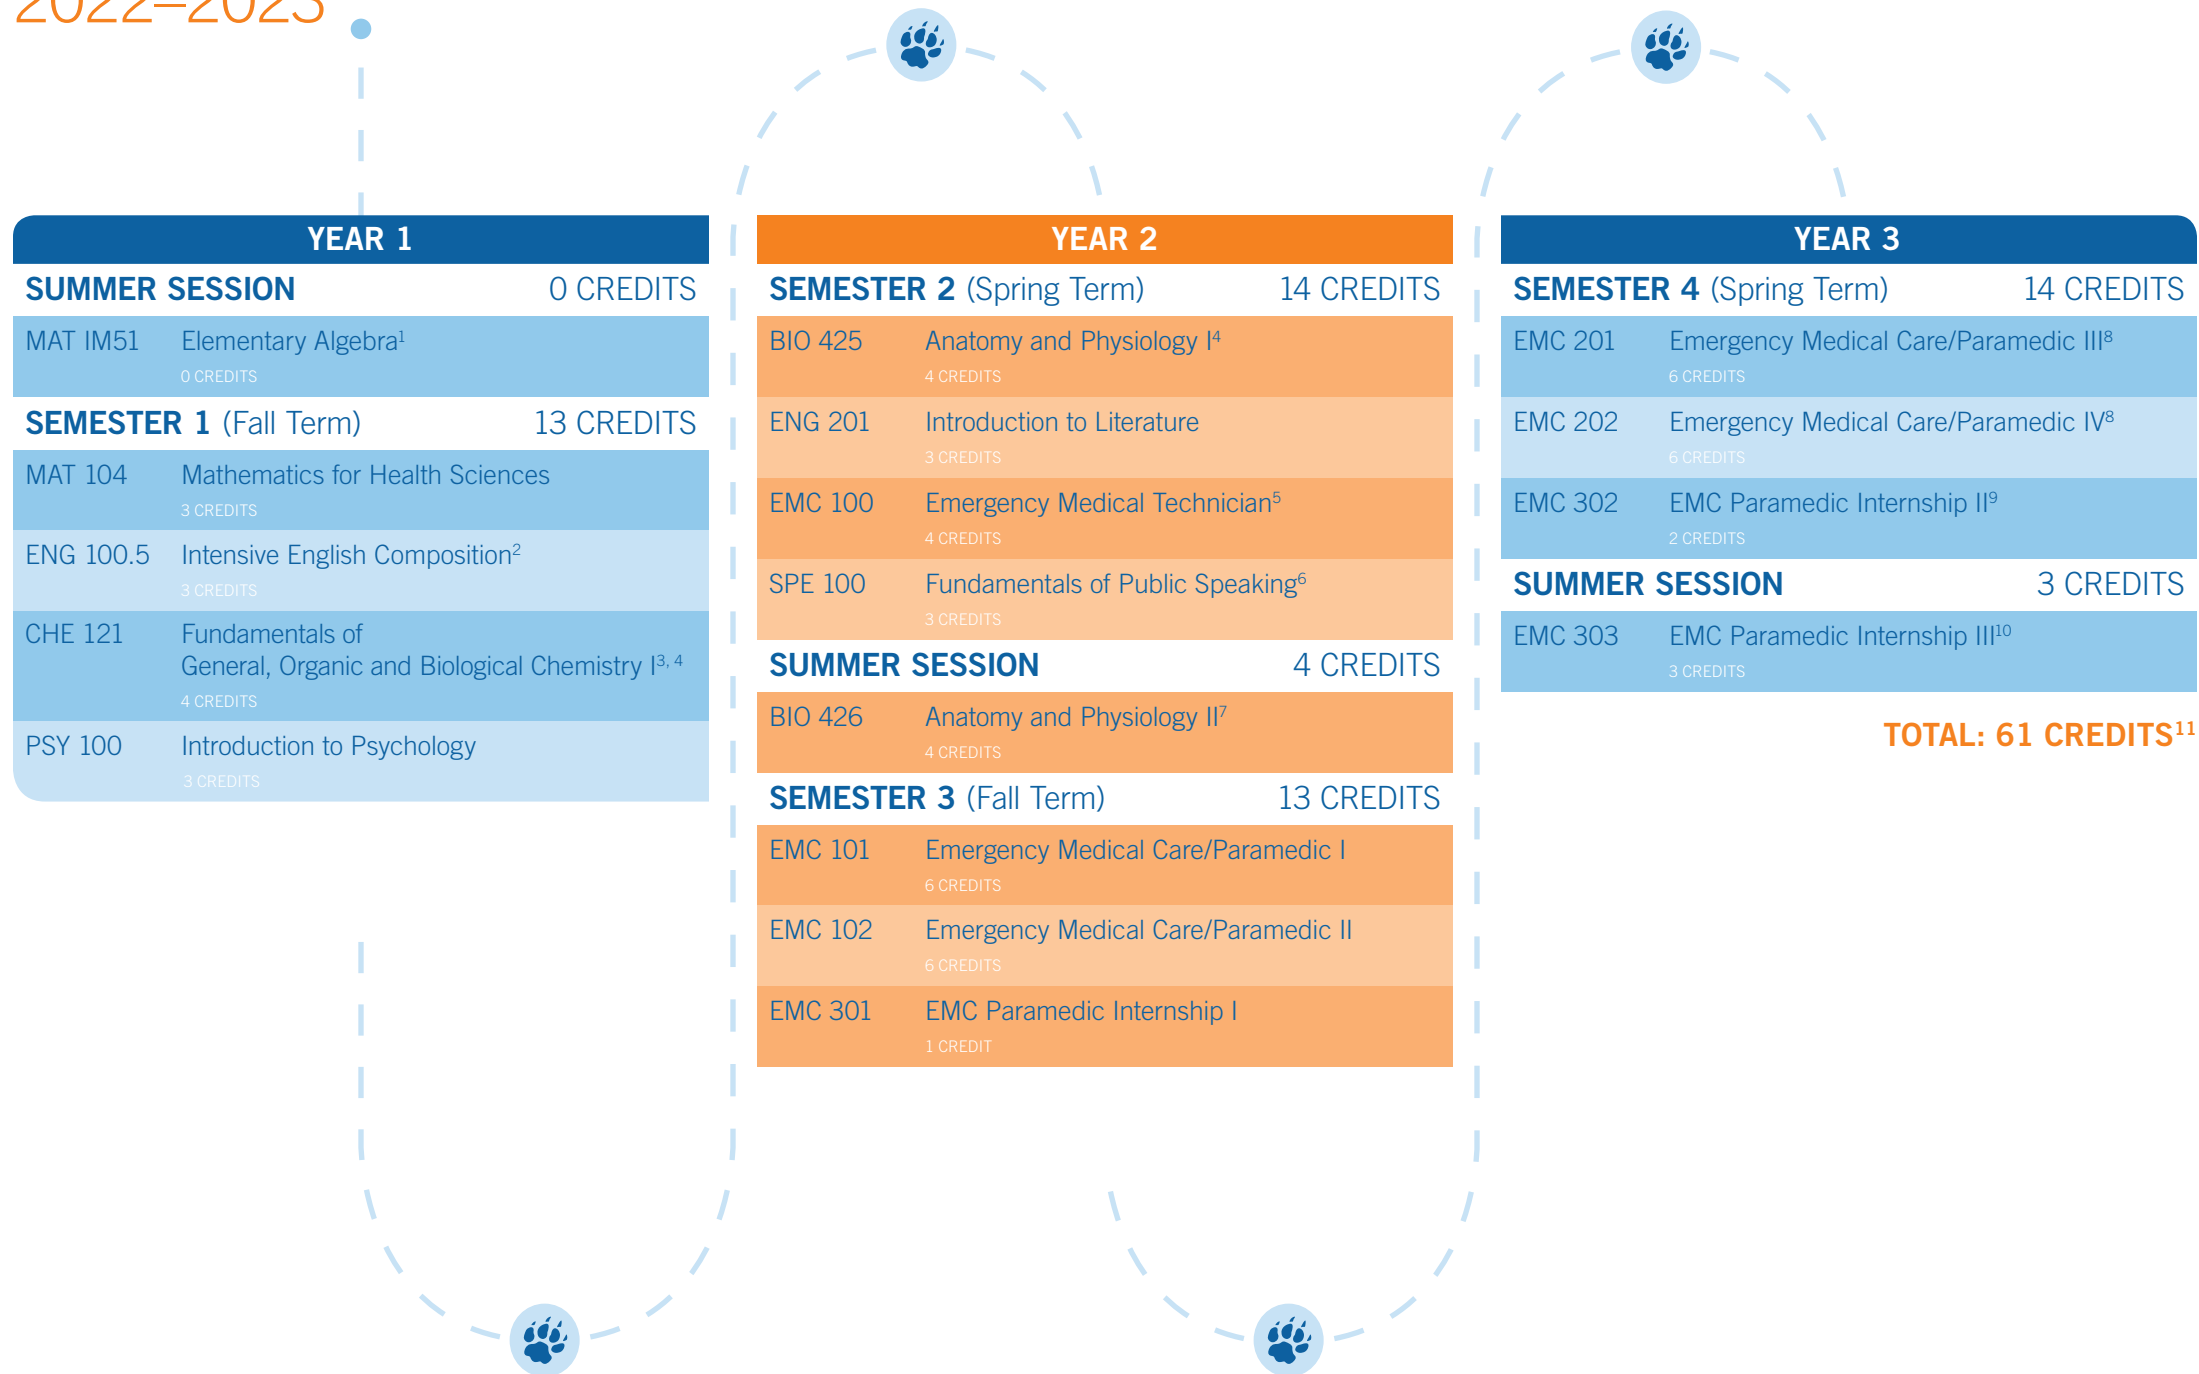 2022–2023
YEAR 1
SUMMER SESSION 0 CREDITS
MAT IM51 Elementary Algebra¹
0 CREDITS
SEMESTER 1 (Fall Term) 13 CREDITS
MAT 104 Mathematics for Health Sciences
3 CREDITS
ENG 100.5 Intensive English Composition²
3 CREDITS
CHE 121 Fundamentals of
General, Organic and Biological Chemistry I³, ⁴
4 CREDITS
PSY 100 Introduction to Psychology
3 CREDITS
YEAR 2
SEMESTER 2 (Spring Term) 14 CREDITS
BIO 425 Anatomy and Physiology I⁴
4 CREDITS
ENG 201 Introduction to Literature
3 CREDITS
EMC 100 Emergency Medical Technician⁵
4 CREDITS
SPE 100 Fundamentals of Public Speaking⁶
3 CREDITS
SUMMER SESSION 4 CREDITS
BIO 426 Anatomy and Physiology II⁷
4 CREDITS
SEMESTER 3 (Fall Term) 13 CREDITS
EMC 101 Emergency Medical Care/Paramedic I
6 CREDITS
EMC 102 Emergency Medical Care/Paramedic II
6 CREDITS
EMC 301 EMC Paramedic Internship I
1 CREDIT
YEAR 3
SEMESTER 4 (Spring Term) 14 CREDITS
EMC 201 Emergency Medical Care/Paramedic III⁸
6 CREDITS
EMC 202 Emergency Medical Care/Paramedic IV⁸
6 CREDITS
EMC 302 EMC Paramedic Internship II⁹
2 CREDITS
SUMMER SESSION 3 CREDITS
EMC 303 EMC Paramedic Internship III¹⁰
3 CREDITS
TOTAL: 61 CREDITS¹¹